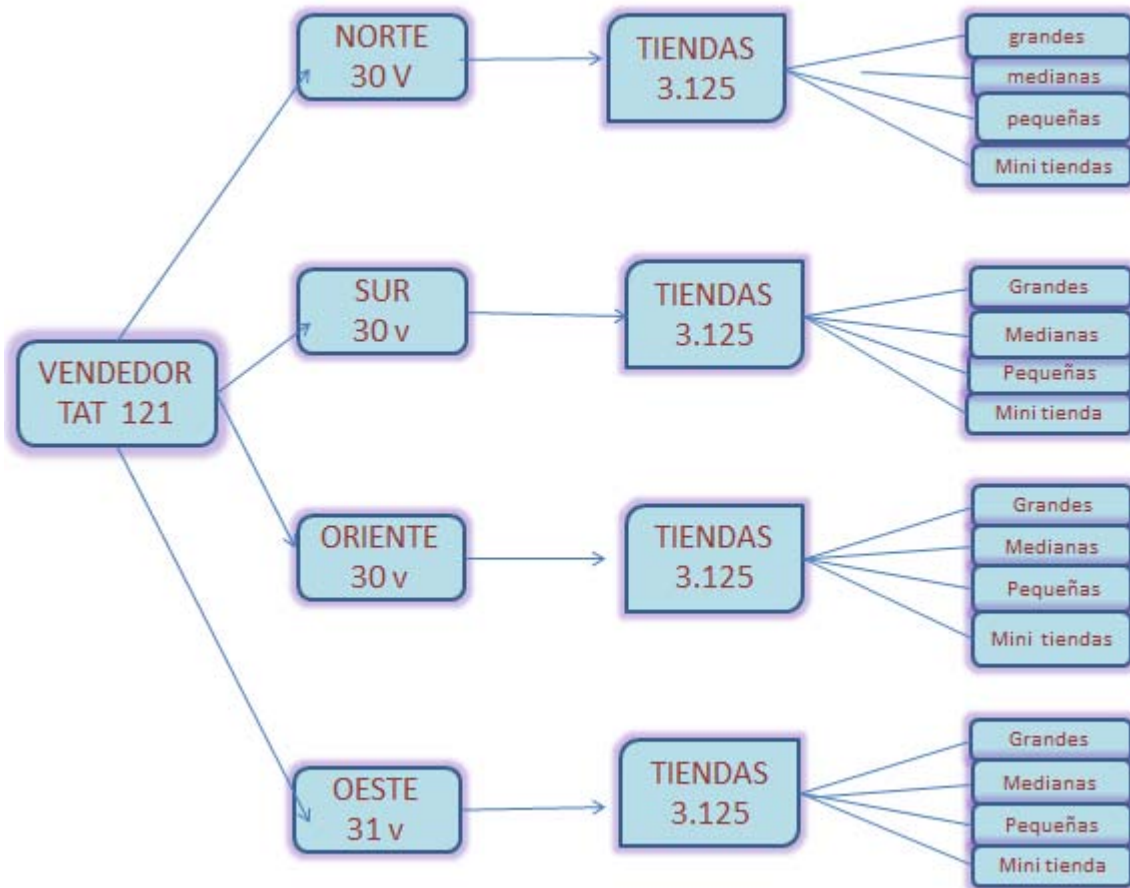 NORTE
30 V
TIENDAS
3.125
grandes
medianas
pequeñas
Mini tiendas
SUR
30 v
TIENDAS
3.125
Grandes
Medianas
Pequeñas
Mini tienda
VENDEDOR
TAT 121
ORIENTE
30 v
TIENDAS
3.125
Grandes
Medianas
Pequeñas
Mini tiendas
OESTE
31 v
TIENDAS
3.125
Grandes
Medianas
Pequeñas
Mini tienda